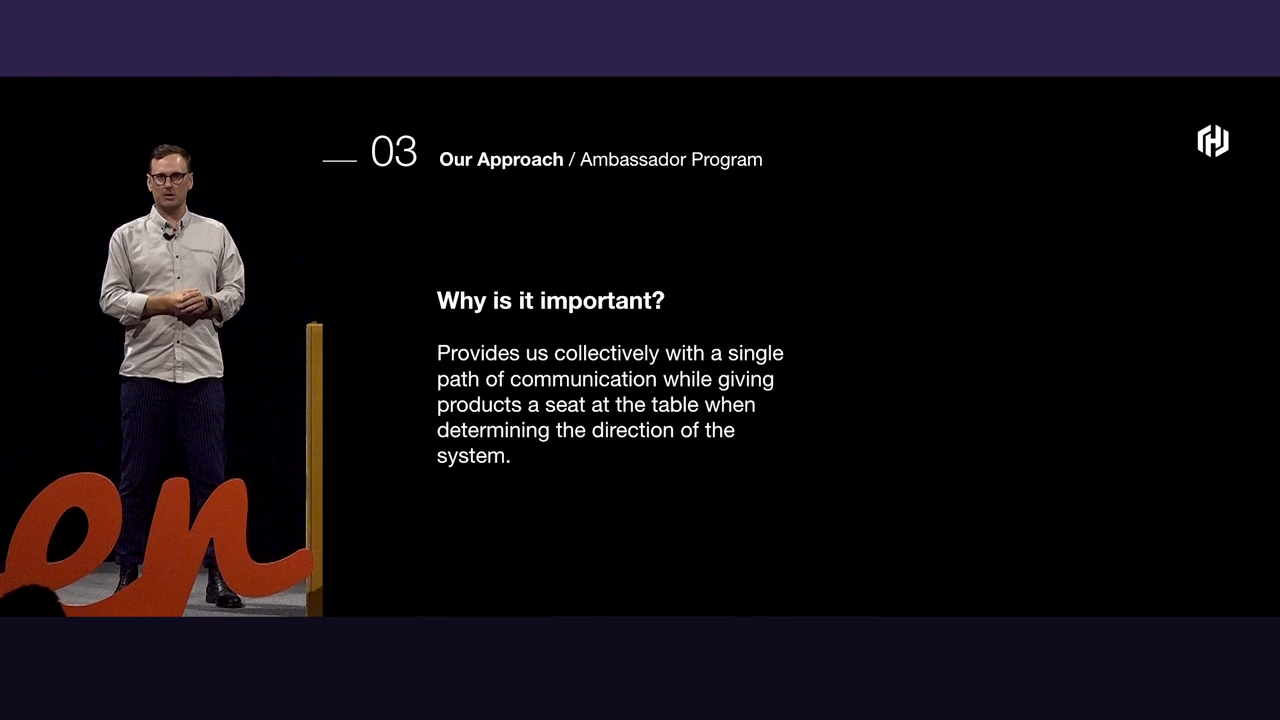 03 Our Approach / Ambassador Program
Why is it important?
Provides us collectively with a single
path of communication while giving
products a seat at the table when
determining the direction of the
system.
en